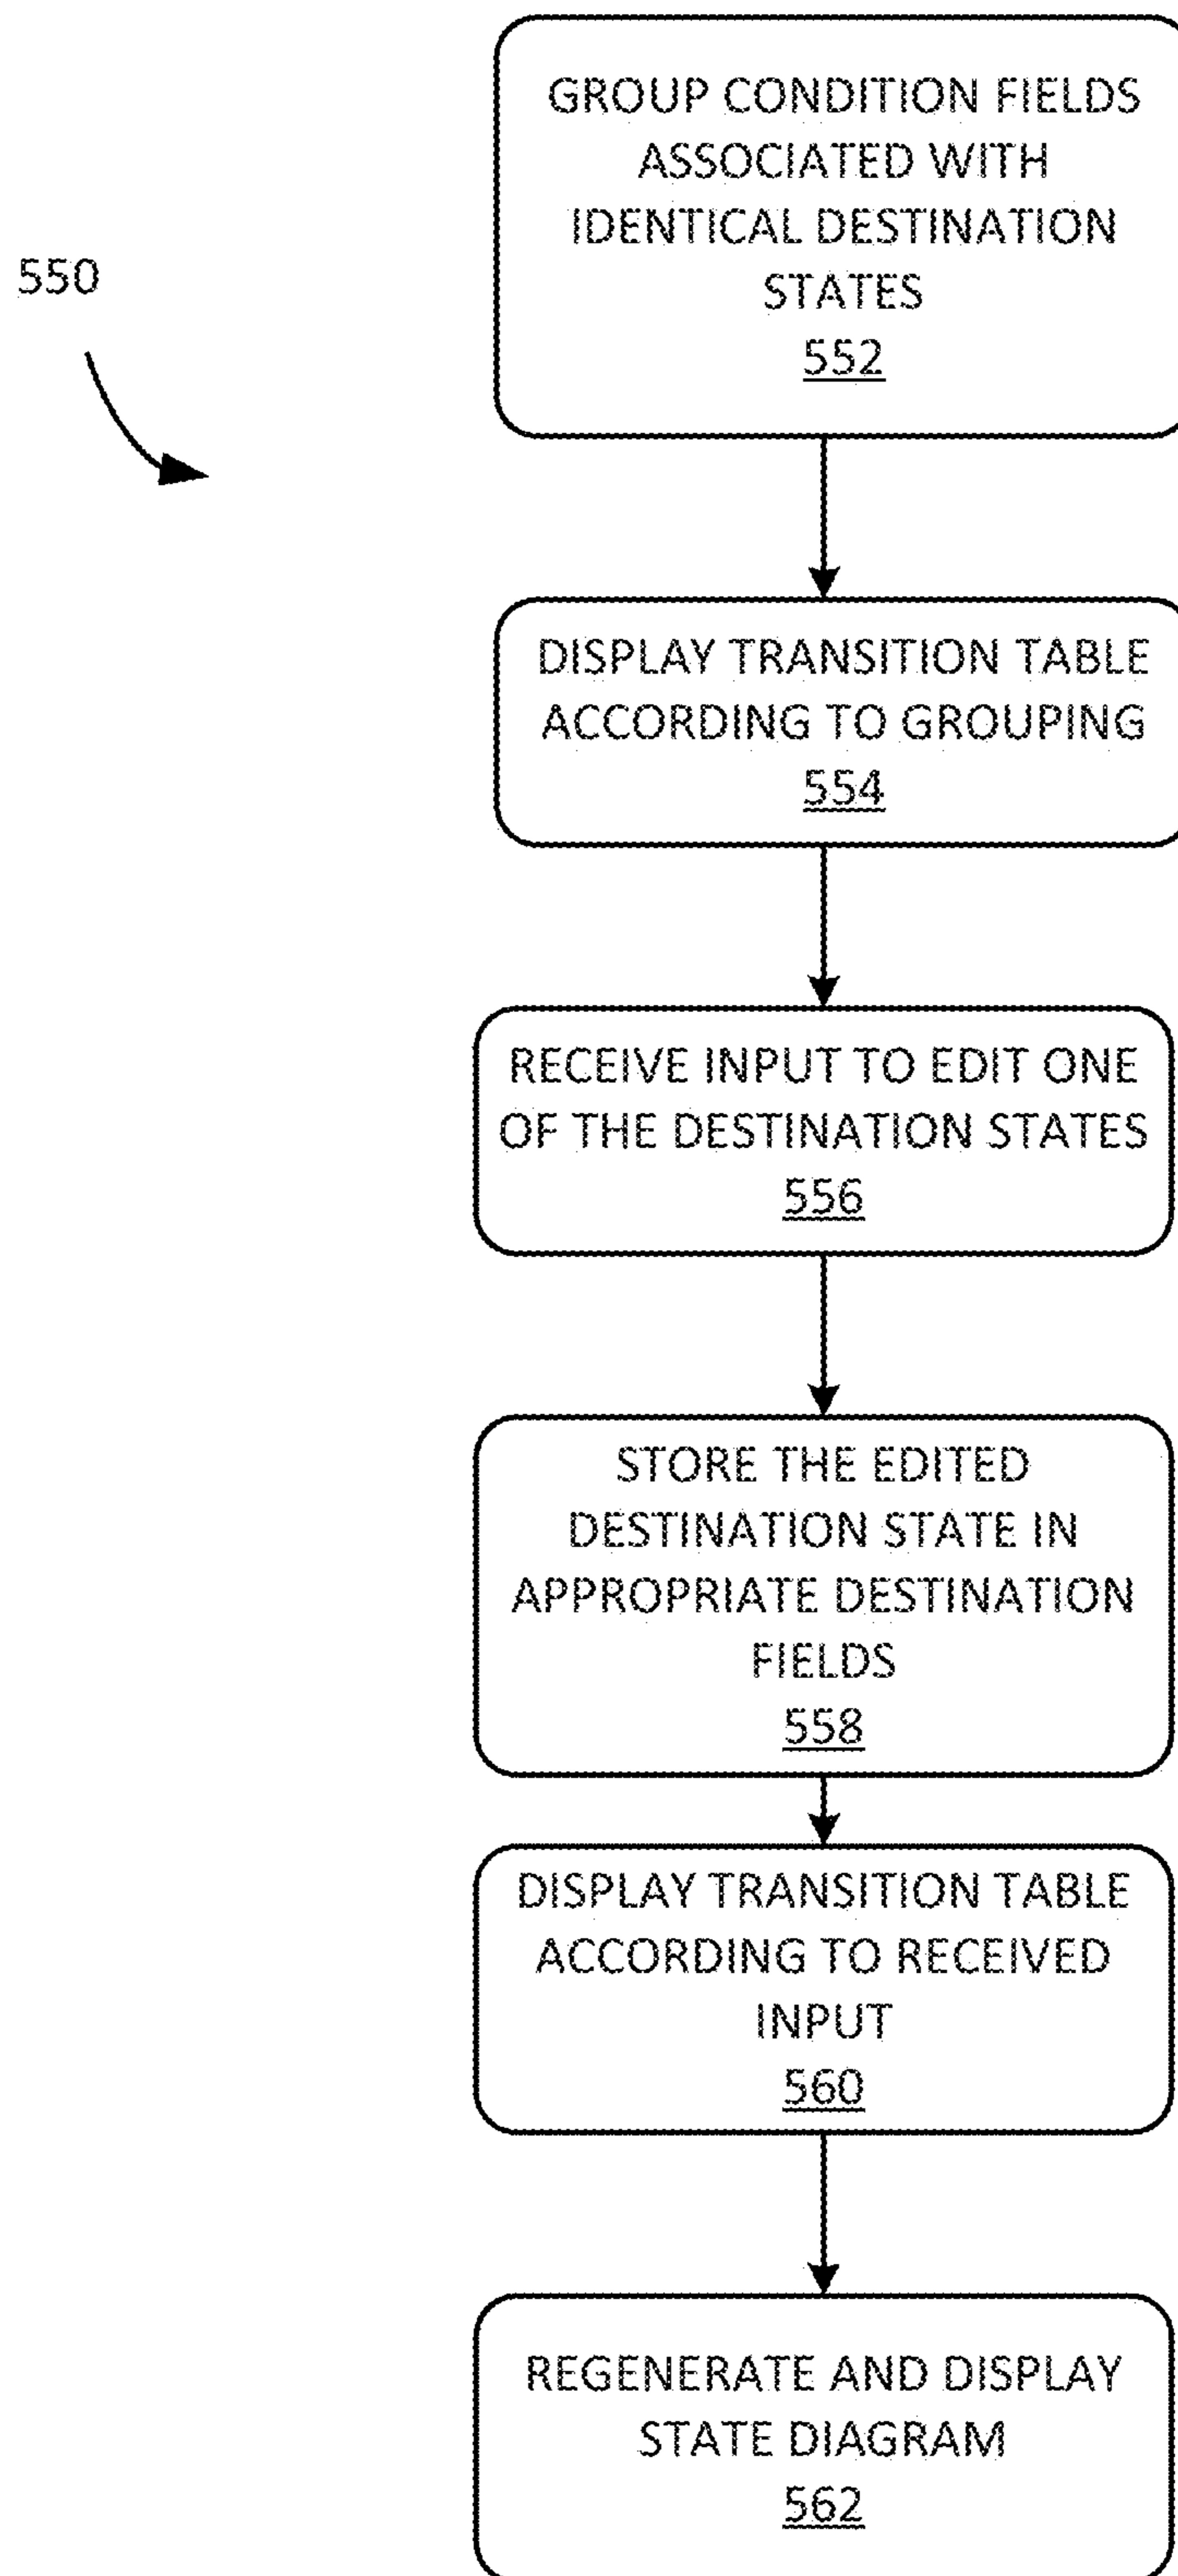 GROUP CONDITION FIELDS
ASSOCIATED WITH
IDENTICAL DESTINATION
STATES
552
550
DISPLAY TRANSITION TABLE
ACCORDING TO GROUPING
554
RECEIVE INPUT TO EDIT ONE
OF THE DESTINATION STATES
556
STORE THE EDITED
DESTINATION STATE IN
APPROPRIATE DESTINATION
FIELDS
558
DISPLAY TRANSITION TABLE
ACCORDING TO RECEIVED
INPUT
560
REGENERATE AND DISPLAY
STATE DIAGRAM
562